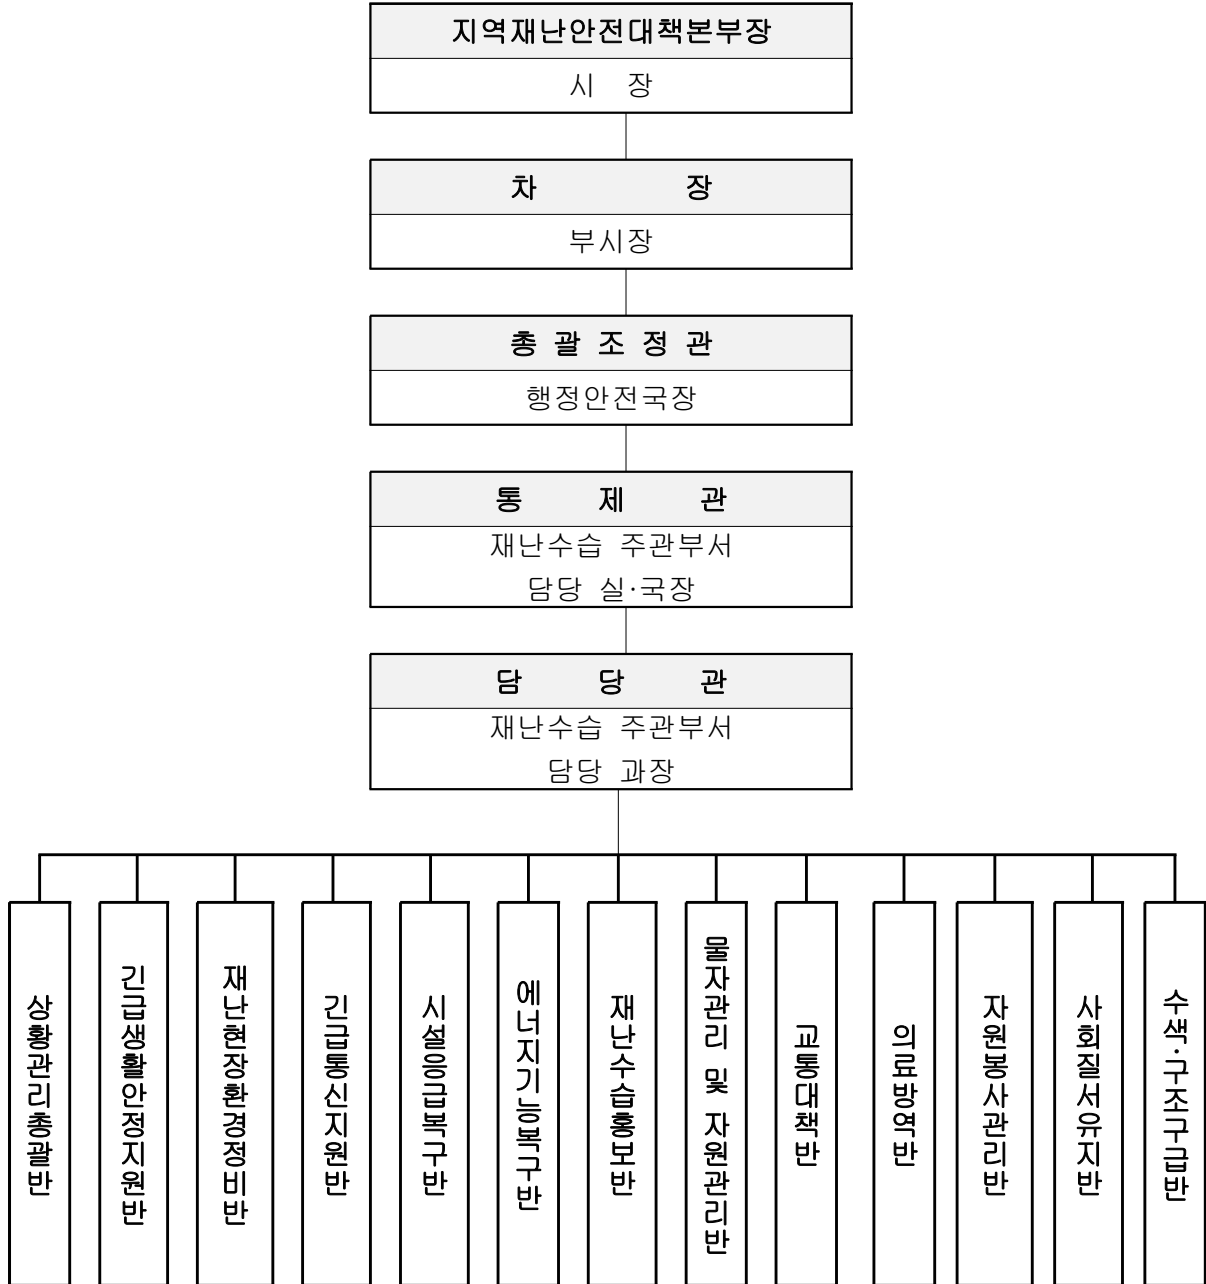 지역재난안전대책본부장
시 장
차 장
부시장
총 괄 조 정 관
행정안전국장
통 제 관
재난수습 주관부서
담당 실·국장
담 당 관
재난수습 주관부서
담당 과장
상황관리총괄반
긴급생활안정지원반
재난현장환경정비반
긴급통신지원반
시설응급복구반
에너지기능복구반
재난수습홍보반
물자관리 및 자원관리반
교통대책반
의료방역반
자원봉사관리반
사회질서유지반
수색·구조구급반